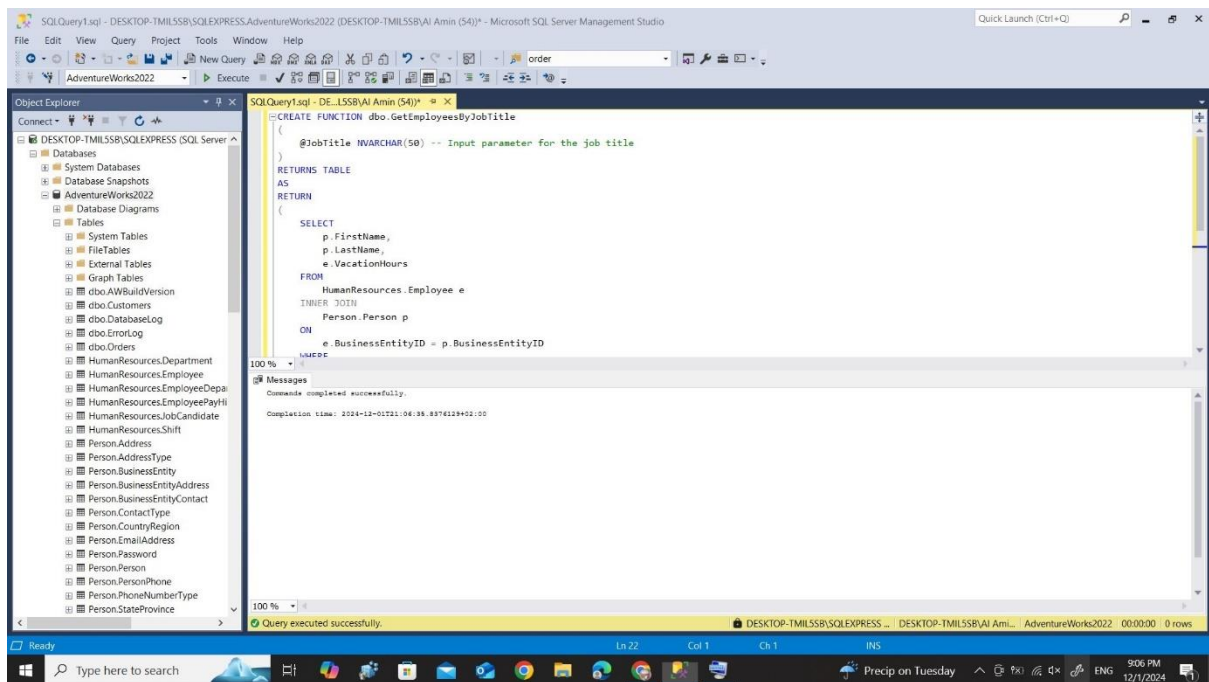 SQLQuery1.sql - DESKTOP-TMIL5SB\SQLEXPRESS.AdventureWorks2022 (DESKTOP-TMIL5SB\Al Amin (54))* - Microsoft SQL Server Management Studio
Quick Launch (Ctrl+Q)
File Edit View Query Project Tools Window Help
New Query
order
AdventureWorks2022
Execute
Object Explorer
Connect
DESKTOP-TMIL5SB\SQLEXPRESS (SQL Server
Databases
System Databases
Database Snapshots
AdventureWorks2022
Database Diagrams
Tables
System Tables
FileTables
External Tables
Graph Tables
dbo.AWBuildVersion
dbo.Customers
dbo.DatabaseLog
dbo.ErrorLog
dbo.Orders
HumanResources.Department
HumanResources.Employee
HumanResources.EmployeeDepar
HumanResources.EmployeePayHi
HumanResources.JobCandidate
HumanResources.Shift
Person.Address
Person.AddressType
Person.BusinessEntity
Person.BusinessEntityAddress
Person.BusinessEntityContact
Person.ContactType
Person.CountryRegion
Person.EmailAddress
Person.Password
Person.Person
Person.PersonPhone
Person.PhoneNumberType
Person.StateProvince
SQLQuery1.sql - DE...L5SB\Al Amin (54))*
CREATE FUNCTION dbo.GetEmployeesByJobTitle
(
@JobTitle NVARCHAR(50) -- Input parameter for the job title
)
RETURNS TABLE
AS
RETURN
(
SELECT
p.FirstName,
p.LastName,
e.VacationHours
FROM
HumanResources.Employee e
INNER JOIN
Person.Person p
ON
e.BusinessEntityID = p.BusinessEntityID
WHERE
100 %
Messages
Commands completed successfully.
Completion time: 2024-12-01T21:06:35.8376129+02:00
100 %
Query executed successfully.
DESKTOP-TMIL5SB\SQLEXPRESS ... DESKTOP-TMIL5SB\Al Ami... AdventureWorks2022 00:00:00 0 rows
Ready
Ln 22 Col 1 Ch 1 INS
Type here to search
Precip on Tuesday
ENG
9:06 PM
12/1/2024